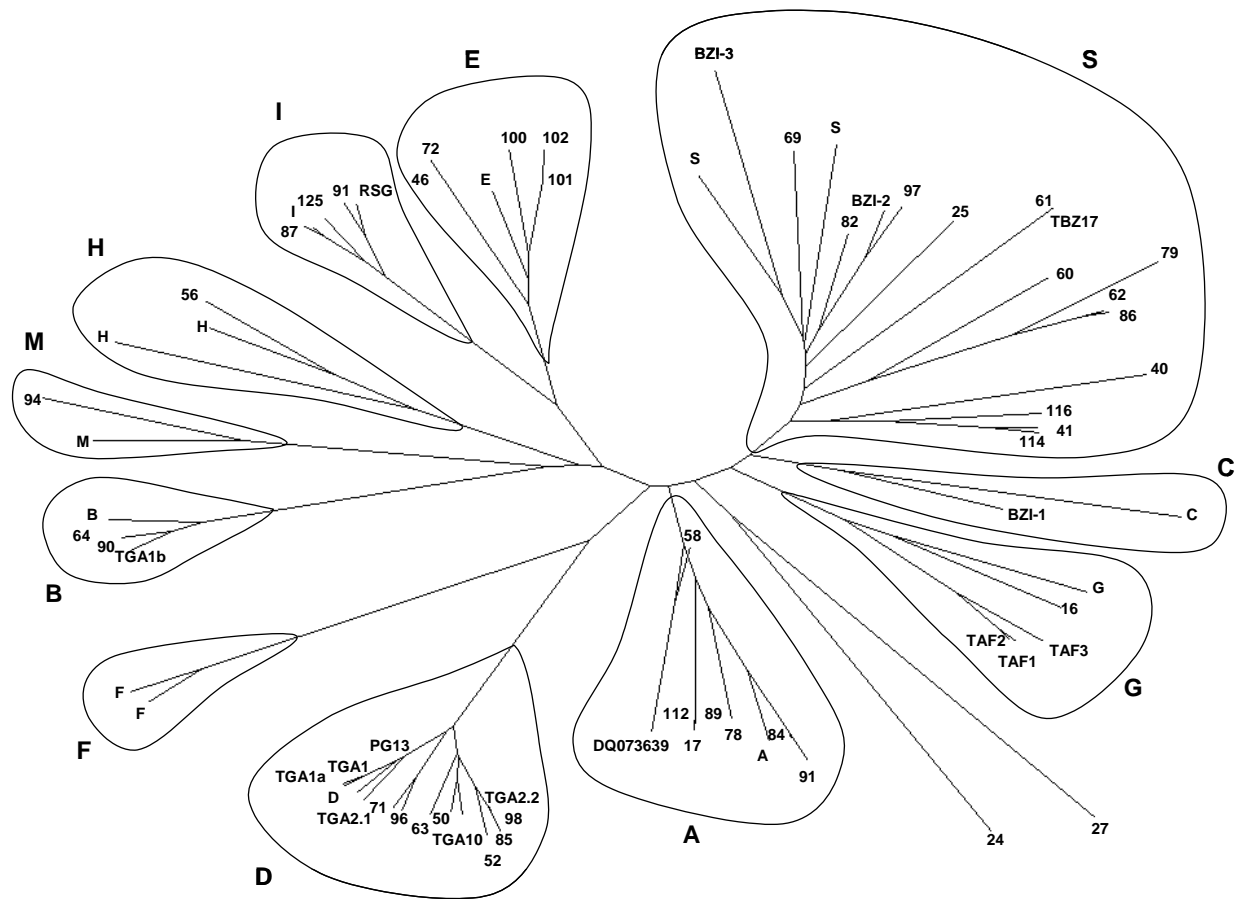 E
S
BZI-3
I
72
100
102
69
S
S
46
E
101
91
RSG
125
I
87
BZI-2
97
82
25
61
TBZ17
H
56
H
H
79
60
62
86
M
94
M
40
116
41
114
C
BZI-1
C
B
64
90
TGA1b
B
58
G
16
TAF2
TAF1
TAF3
G
F
F
F
112
89
DQ073639
17
78
84
A
91
PG13
TGA1
TGA1a
D
TGA2.1
71
96
63
50
TGA10
TGA2.2
98
85
52
A
24
27
D